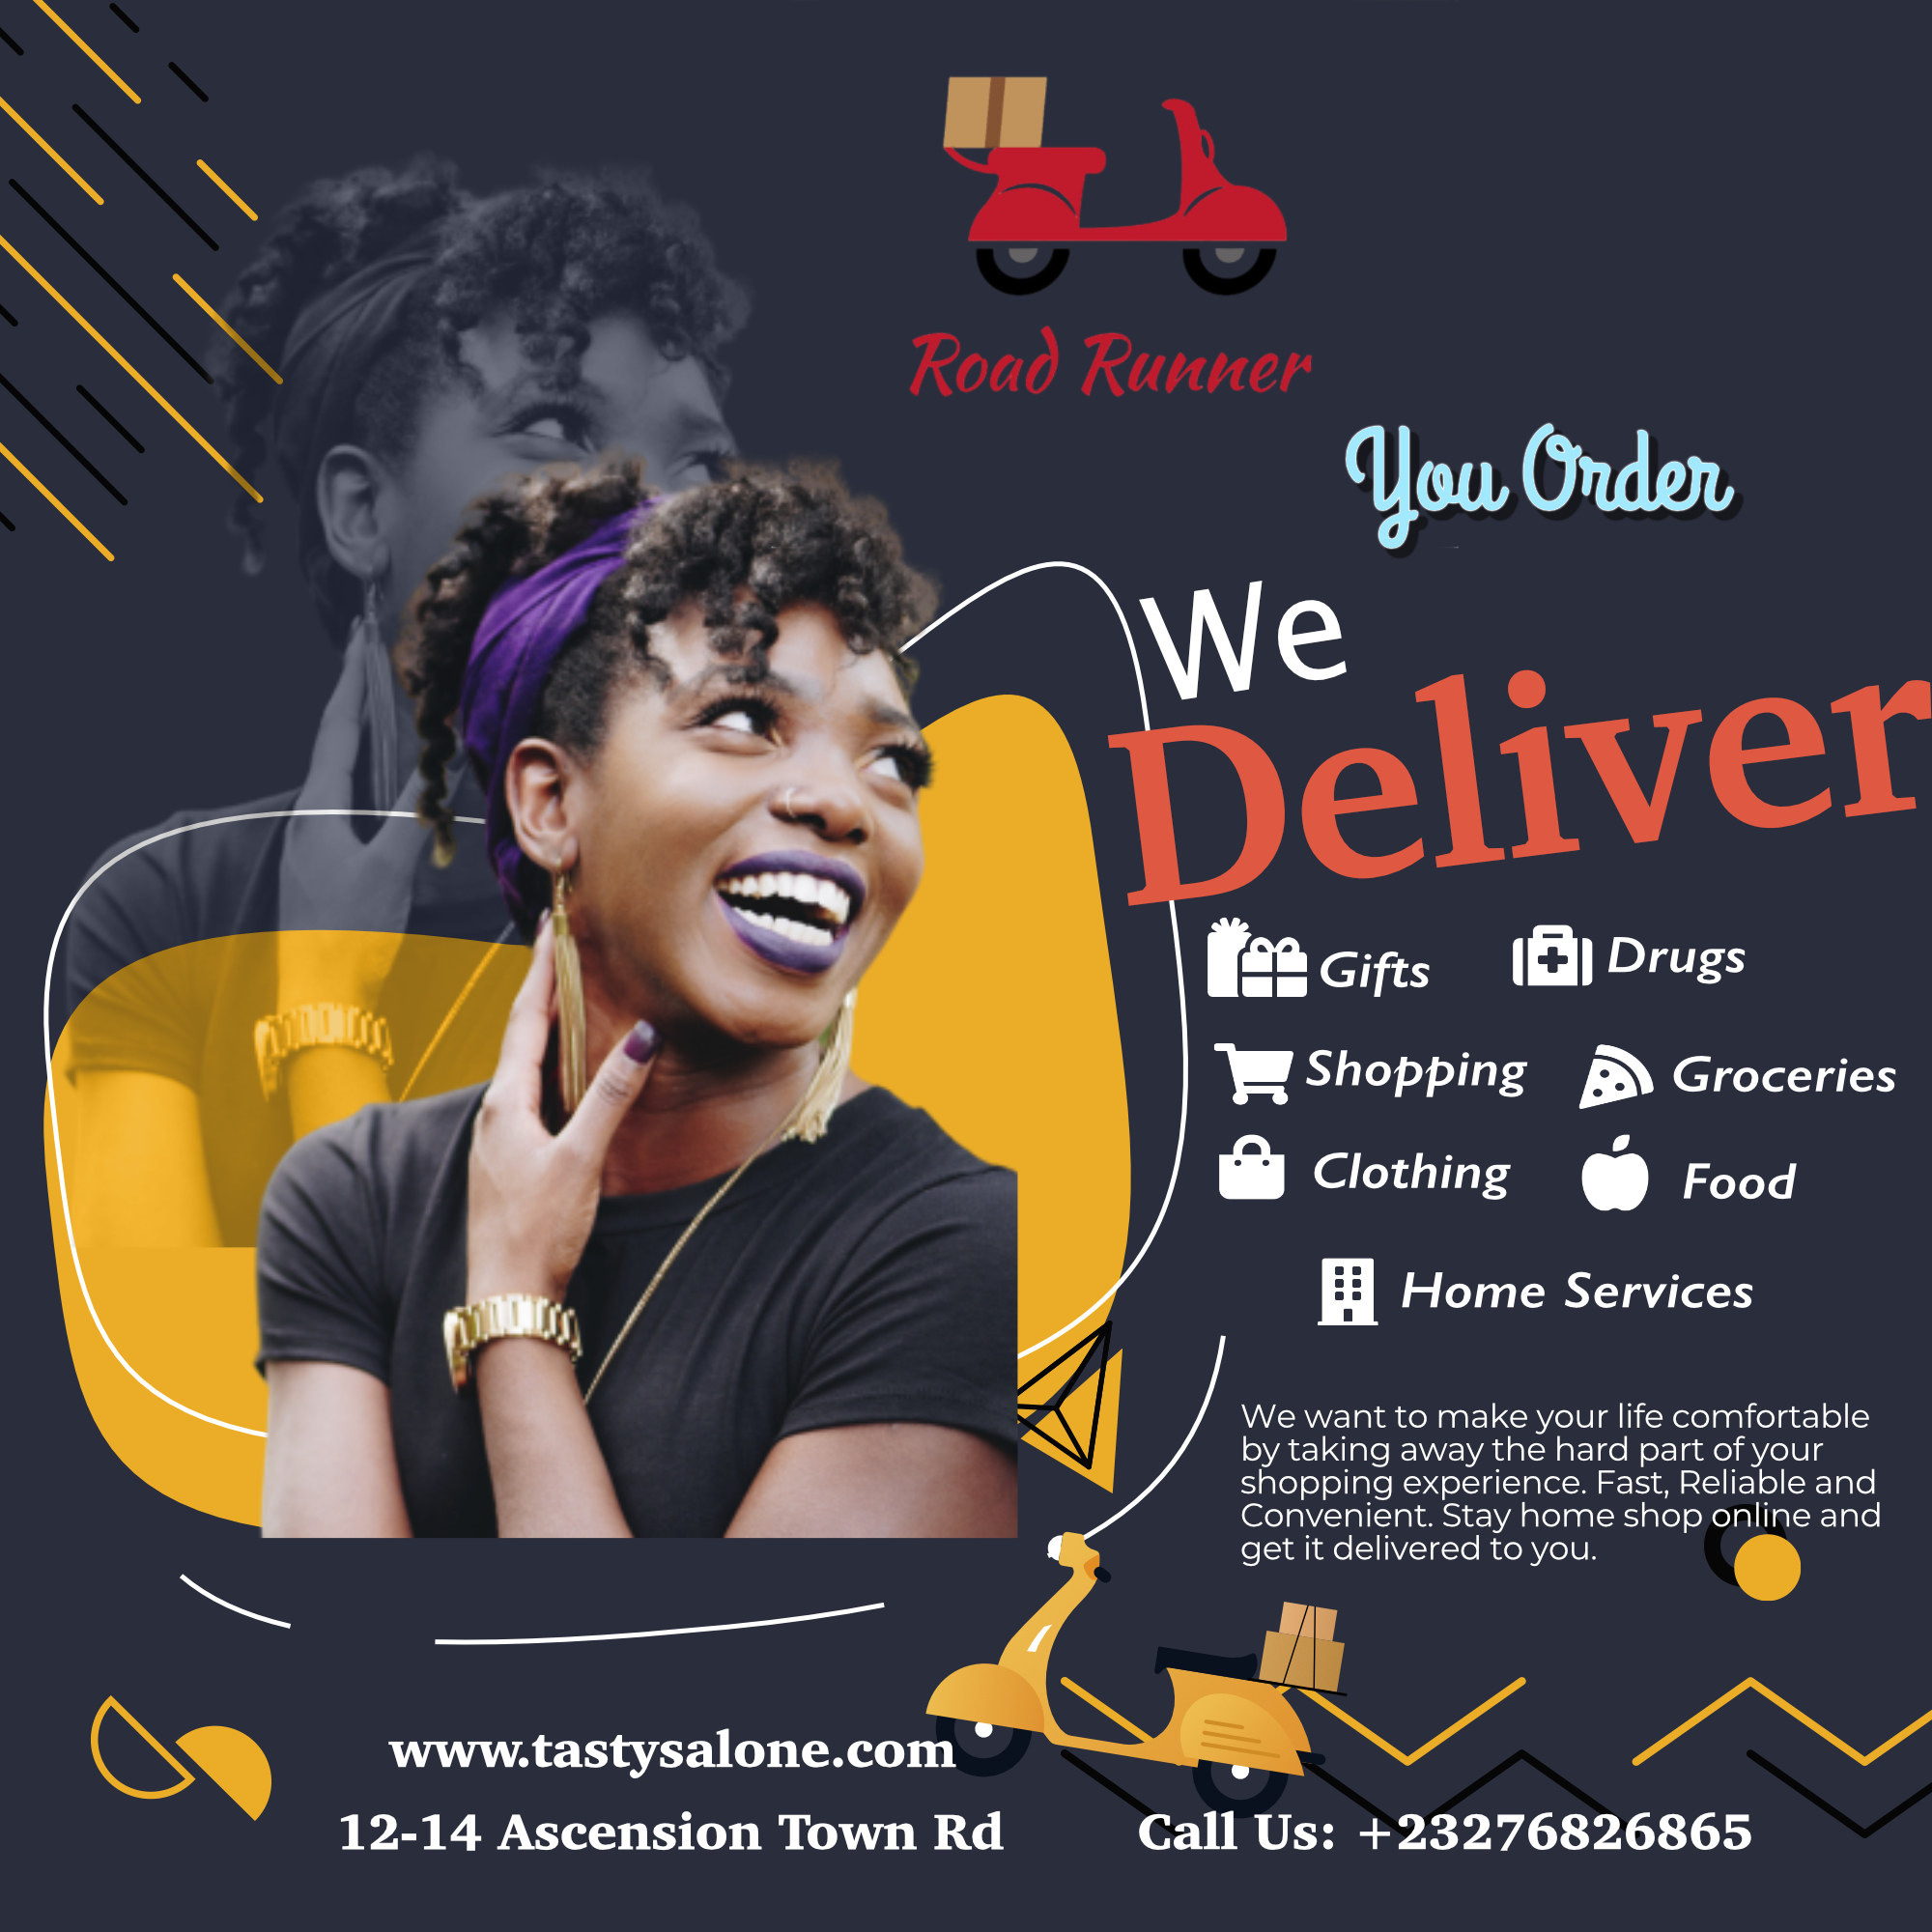 Road Runner
You Order
We
Deliver
Gifts
Drugs
Shopping
Groceries
Clothing
Food
Home Services
We want to make your life comfortable
by taking away the hard part of your
shopping experience. Fast, Reliable and
Convenient. Stay home shop online and
get it delivered to you.
www.tastysalone.com
12-14 Ascension Town Rd
Call Us: +23276826865